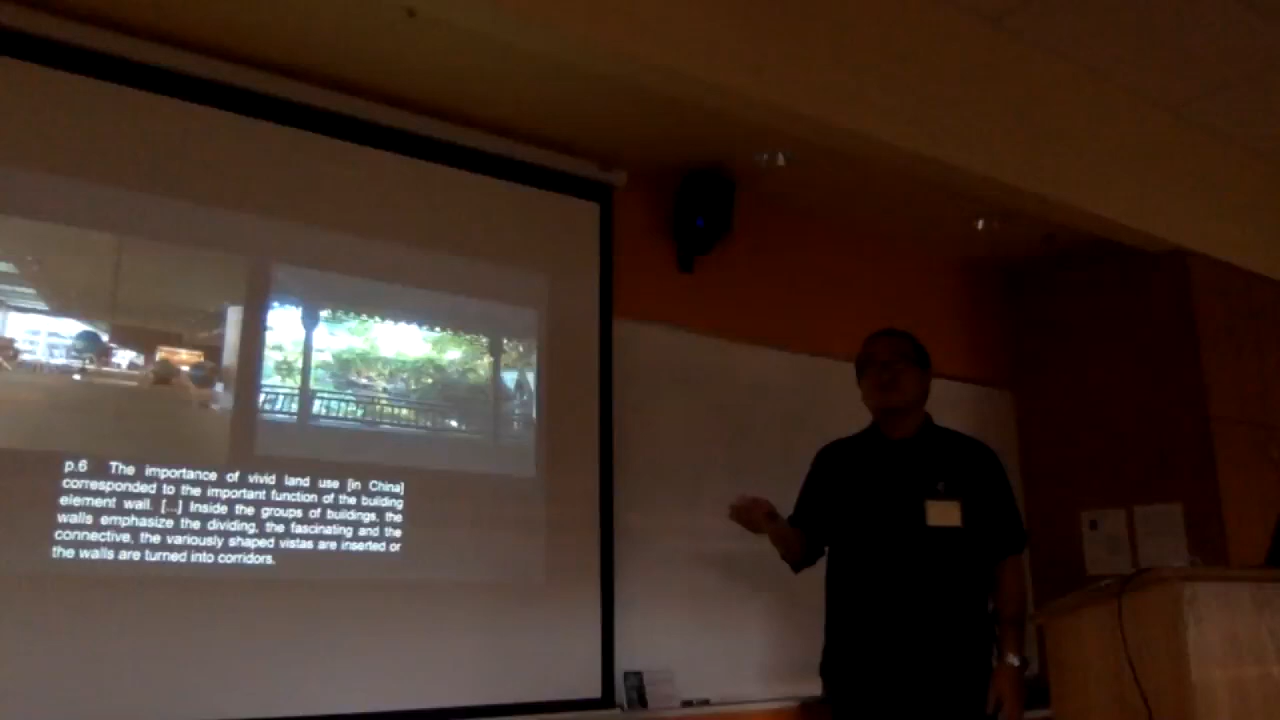 p.6 The importance of vivid land use [in China]
corresponded to the important function of the building
element wall. [...] Inside the groups of buildings, the
walls emphasize the dividing, the fascinating and the
connective, the variously shaped vistas are inserted or
the walls are turned into corridors.